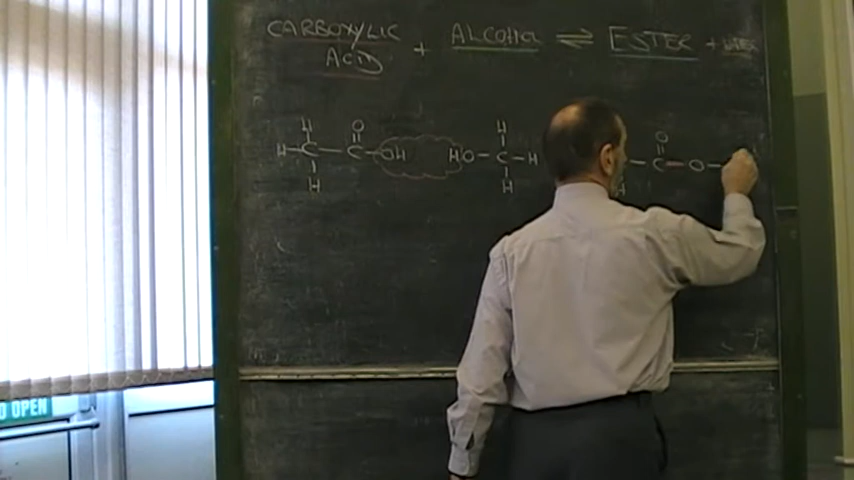 CARBOXYLIC ACID + ALCOHOL ⇌ ESTER + WATER
H O H O
H - C - C - OH HO - C - H - C - O -
H H H
O OPEN